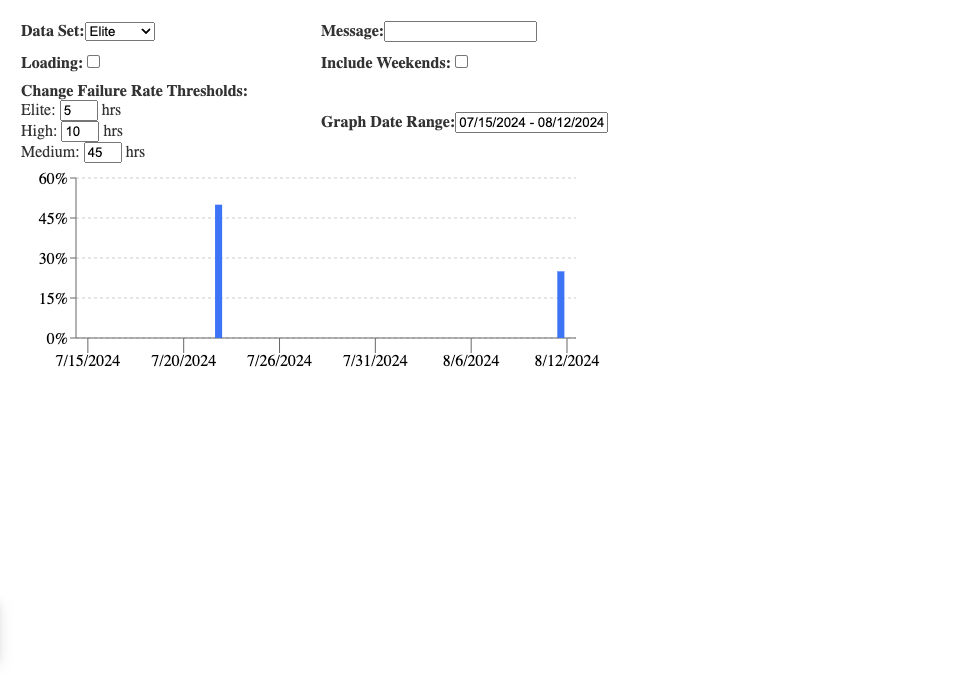 Data Set: Elite
Message:
Loading:
Include Weekends:
Change Failure Rate Thresholds:
Elite: 5 hrs
High: 10 hrs
Medium: 45 hrs
Graph Date Range: 07/15/2024 - 08/12/2024
60%
45%
30%
15%
0%
7/15/2024 7/20/2024 7/26/2024 7/31/2024 8/6/2024 8/12/2024